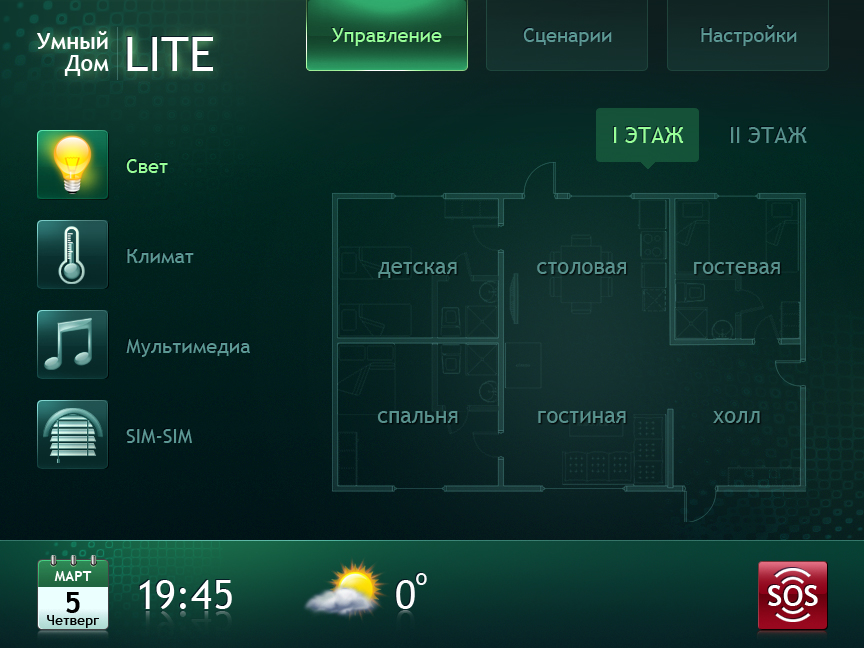 Умный
Дом
LITE
Управление
Сценарии
Настройки
I ЭТАЖ
II ЭТАЖ
Свет
Климат
Мультимедиа
SIM-SIM
детская
столовая
гостевая
спальня
гостиная
холл
МАРТ
5
Четверг
19:45
0°
SOS